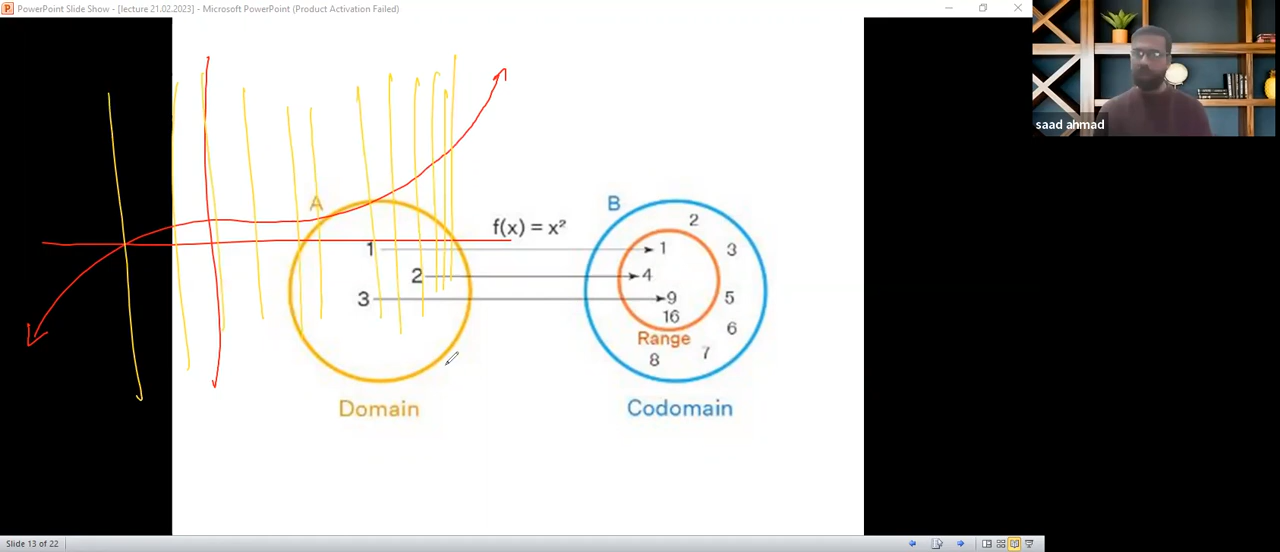 PowerPoint Slide Show - [lecture 21.02.2023] - Microsoft PowerPoint (Product Activation Failed)
saad ahmad
A
B
f(x) = x²
2
1
1
3
2
4
3
9
5
16
6
Range
7
8
Domain
Codomain
Slide 13 of 22